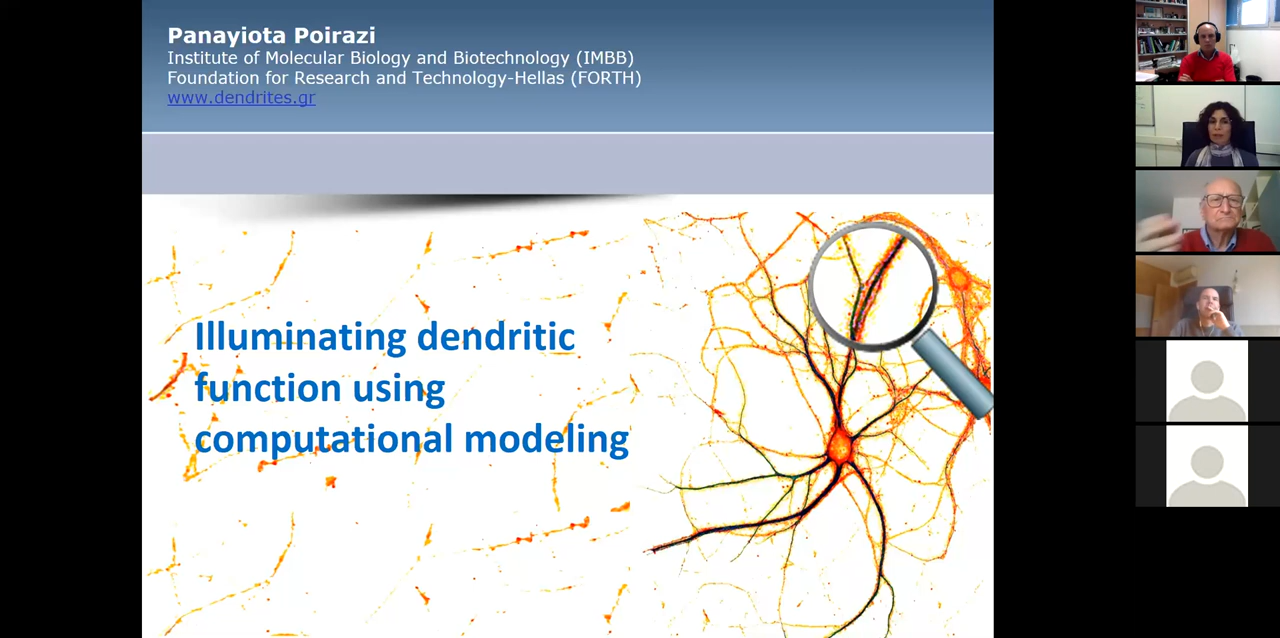 Panayiota Poirazi
Institute of Molecular Biology and Biotechnology (IMBB)
Foundation for Research and Technology-Hellas (FORTH)
www.dendrites.gr
Illuminating dendritic
function using
computational modeling